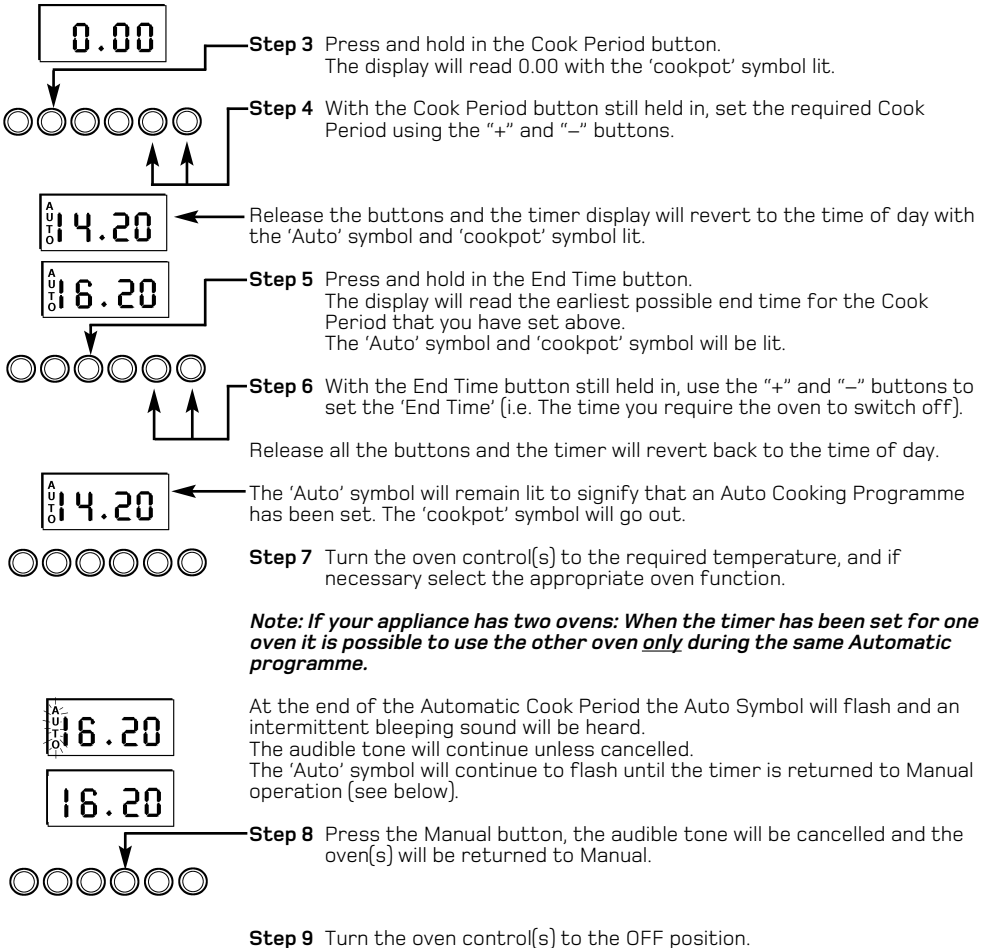 0.00
Step 3 Press and hold in the Cook Period button.
The display will read 0.00 with the ‘cookpot’ symbol lit.
Step 4 With the Cook Period button still held in, set the required Cook
Period using the “+” and “–” buttons.
AUTO 14.20
Release the buttons and the timer display will revert to the time of day with
the ‘Auto’ symbol and ‘cookpot’ symbol lit.
AUTO 16.20
Step 5 Press and hold in the End Time button.
The display will read the earliest possible end time for the Cook
Period that you have set above.
The ‘Auto’ symbol and ‘cookpot’ symbol will be lit.
Step 6 With the End Time button still held in, use the “+” and “–” buttons to
set the ‘End Time’ (i.e. The time you require the oven to switch off).
Release all the buttons and the timer will revert back to the time of day.
AUTO 14.20
The ‘Auto’ symbol will remain lit to signify that an Auto Cooking Programme
has been set. The ‘cookpot’ symbol will go out.
Step 7 Turn the oven control(s) to the required temperature, and if
necessary select the appropriate oven function.
Note: If your appliance has two ovens: When the timer has been set for one
oven it is possible to use the other oven only during the same Automatic
programme.
AUTO 16.20
At the end of the Automatic Cook Period the Auto Symbol will flash and an
intermittent bleeping sound will be heard.
The audible tone will continue unless cancelled.
The ‘Auto’ symbol will continue to flash until the timer is returned to Manual
operation (see below).
16.20
Step 8 Press the Manual button, the audible tone will be cancelled and the
oven(s) will be returned to Manual.
Step 9 Turn the oven control(s) to the OFF position.